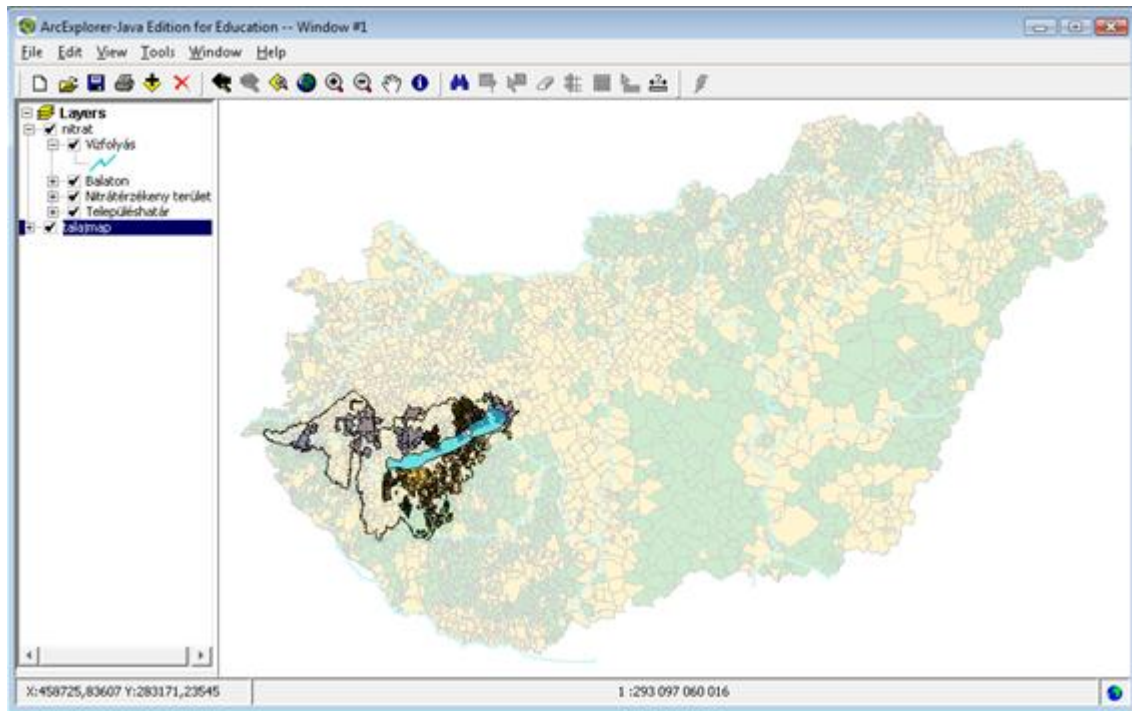 ArcExplorer-Java Edition for Education -- Window #1
File Edit View Tools Window Help
Layers
nitrat
Vízfolyás
Balaton
Nitrátérzékeny terület
Településhatár
talajmap
X:458725,83607 Y:283171,23545
1 :293 097 060 016